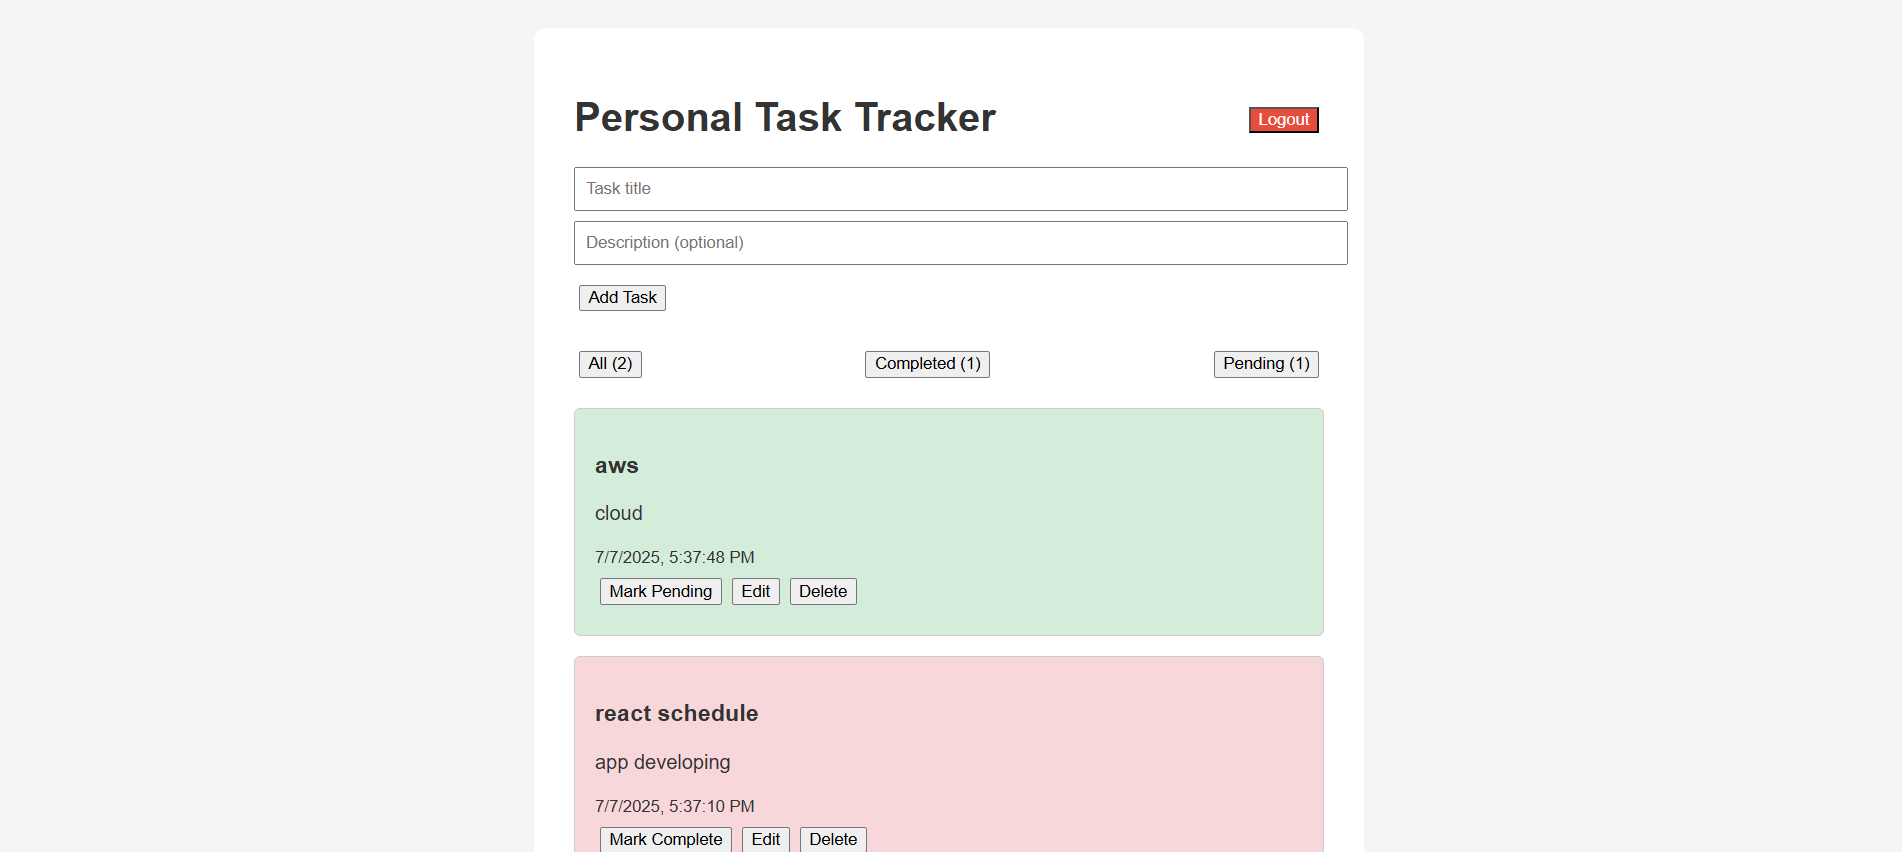 Personal Task Tracker
Logout
Task title
Description (optional)
Add Task
All (2) Completed (1) Pending (1)
aws
cloud
7/7/2025, 5:37:48 PM
Mark Pending Edit Delete
react schedule
app developing
7/7/2025, 5:37:10 PM
Mark Complete Edit Delete